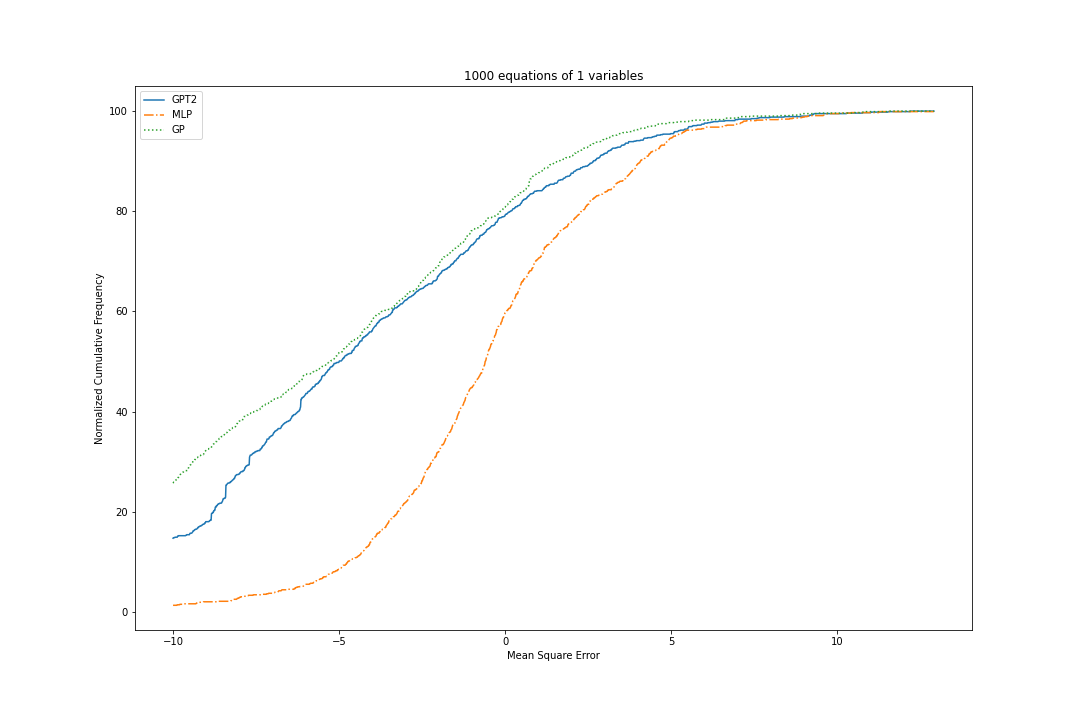 1000 equations of 1 variables
GPT2
MLP
GP
Normalized Cumulative Frequency
100
80
60
40
20
0
−10
−5
0
5
10
Mean Square Error